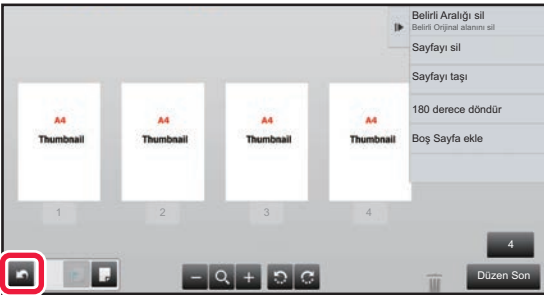 Belirli Aralığı sil
Belirli Orijinal alanını sil
Sayfayı sil
Sayfayı taşı
180 derece döndür
Boş Sayfa ekle
A4 A4 A4 A4
Thumbnail Thumbnail Thumbnail Thumbnail
1 2 3 4
4
Düzen Son